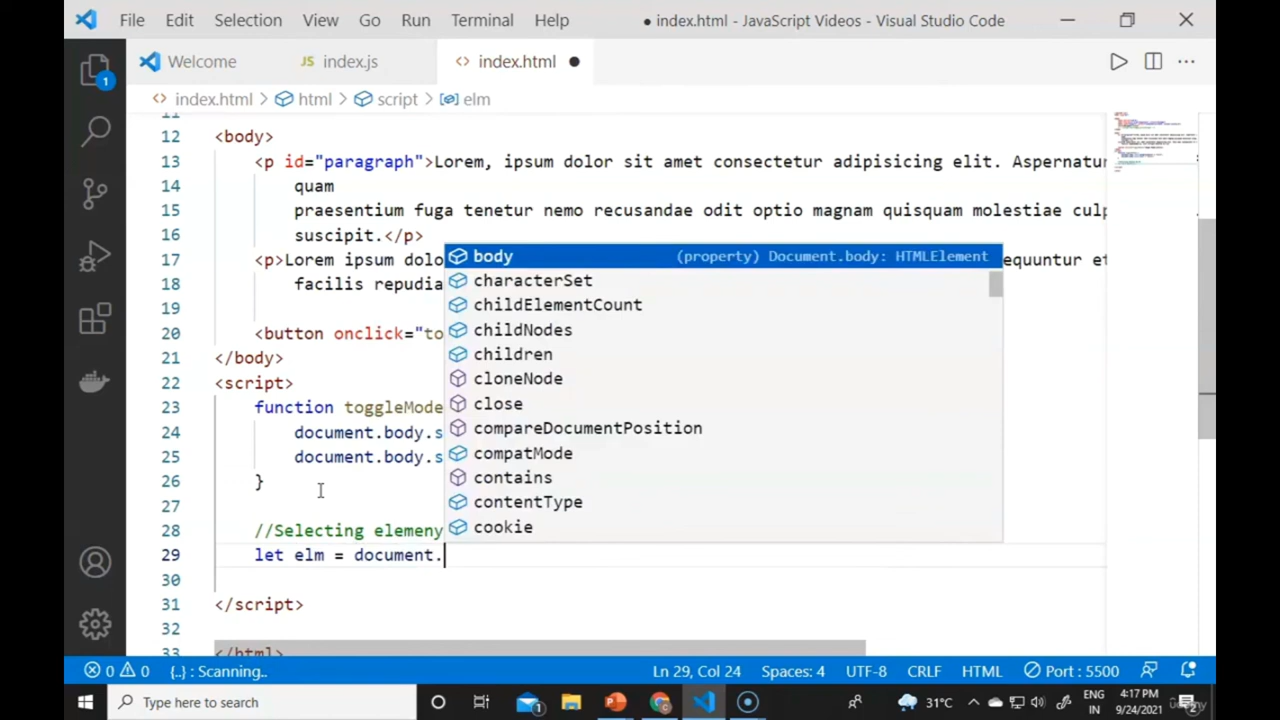 File Edit Selection View Go Run Terminal Help ● index.html - JavaScript Videos - Visual Studio Code
Welcome JS index.js <> index.html ●
<> index.html > html > script > elm
1
11
12 <body>
13 <p id="paragraph">Lorem, ipsum dolor sit amet consectetur adipisicing elit. Aspernatur
14 quam
15 praesentium fuga tenetur nemo recusandae odit optio magnam quisquam molestiae culp
16 suscipit.</p>
17 <p>Lorem ipsum dolo
equuntur et
18 facilis repudia
19
20 <button onclick="to
21 </body>
22 <script>
23 function toggleMode
24 document.body.s
25 document.body.s
26 }
27
28 //Selecting elemeny
29 let elm = document.
30
31 </script>
32
33 </html>
body (property) Document.body: HTMLElement
characterSet
childElementCount
childNodes
children
cloneNode
close
compareDocumentPosition
compatMode
contains
contentType
cookie
0 0 {..} : Scanning.. Ln 29, Col 24 Spaces: 4 UTF-8 CRLF HTML Port : 5500
Type here to search
1
31°C
ENG
IN
4:17 PM
9/24/2021
2